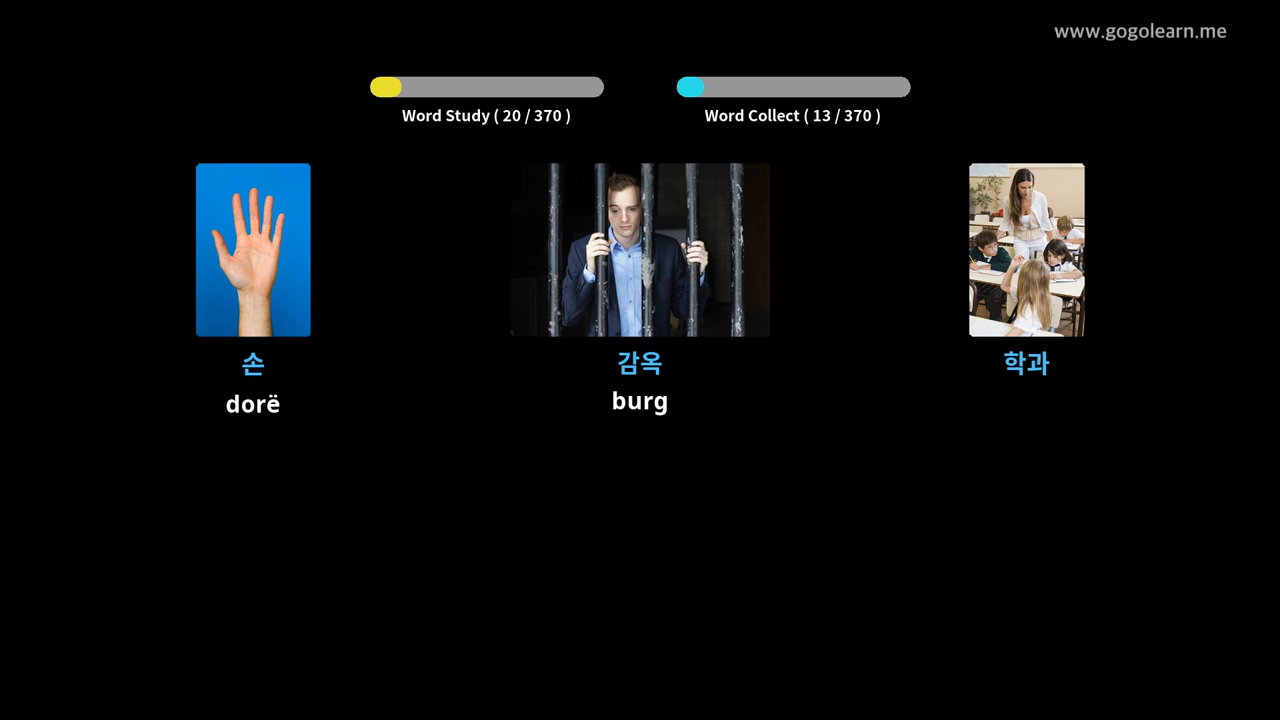 www.gogolearn.me
Word Study ( 20 / 370 )
Word Collect ( 13 / 370 )
손
감옥
학과
dorë
burg